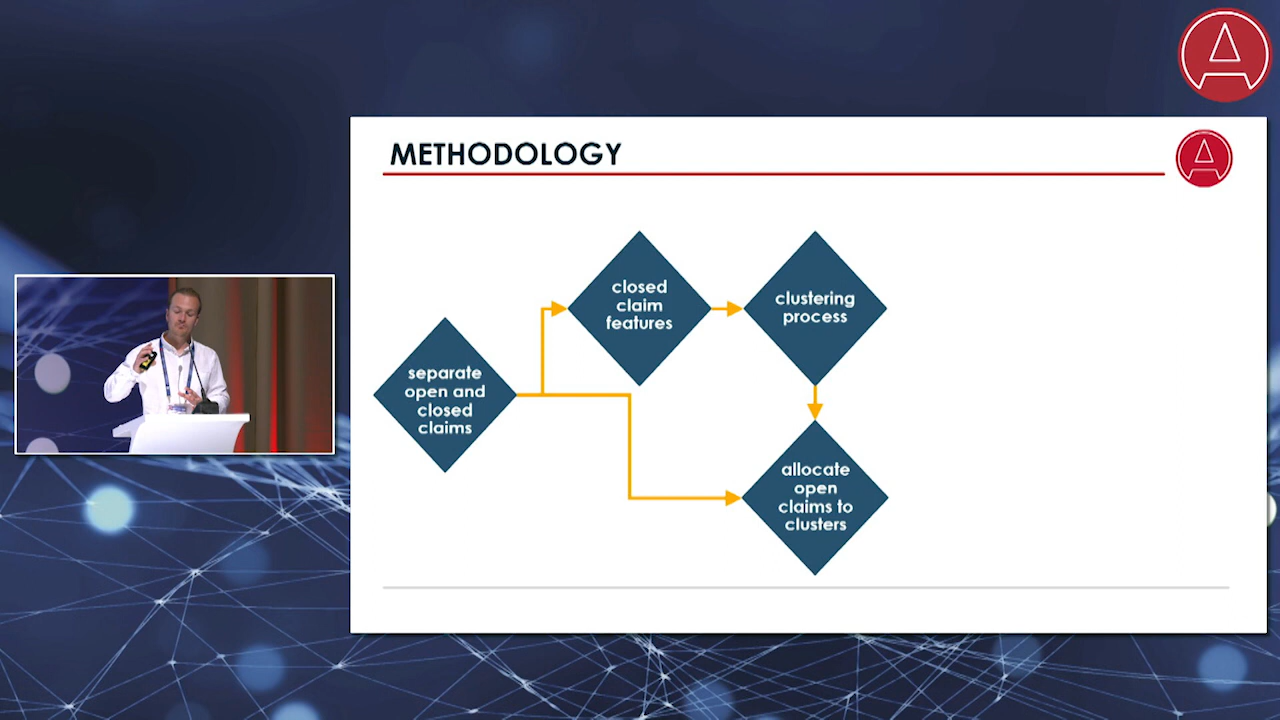 METHODOLOGY
closed
claim
features
clustering
process
separate
open and
closed
claims
allocate
open
claims to
clusters